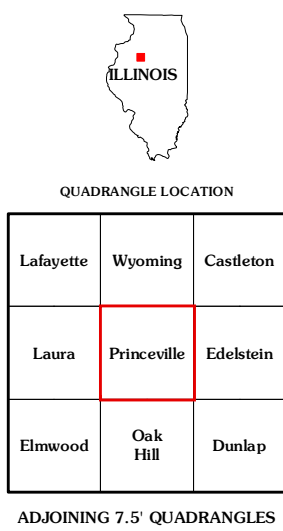 ILLINOIS
QUADRANGLE LOCATION
Lafayette Wyoming Castleton
Laura Princeville Edelstein
Elmwood Oak Hill Dunlap
ADJOINING 7.5' QUADRANGLES